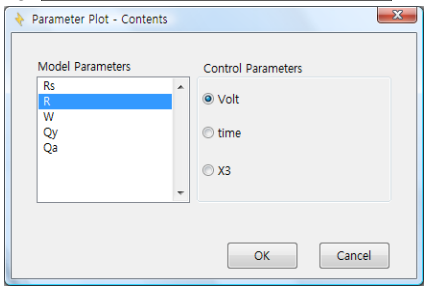 Parameter Plot - Contents
Model Parameters
Rs
R
W
Qy
Qa
Control Parameters
Volt
time
X3
OK
Cancel